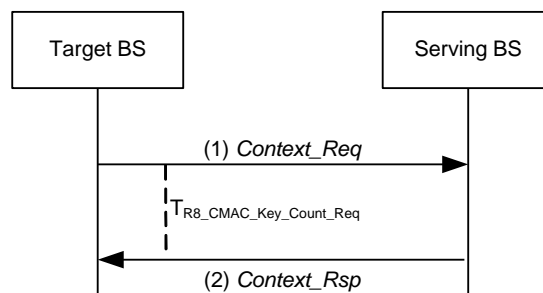 Target BS
Serving BS
(1) Context_Req
TR8_CMAC_Key_Count_Req
(2) Context_Rsp